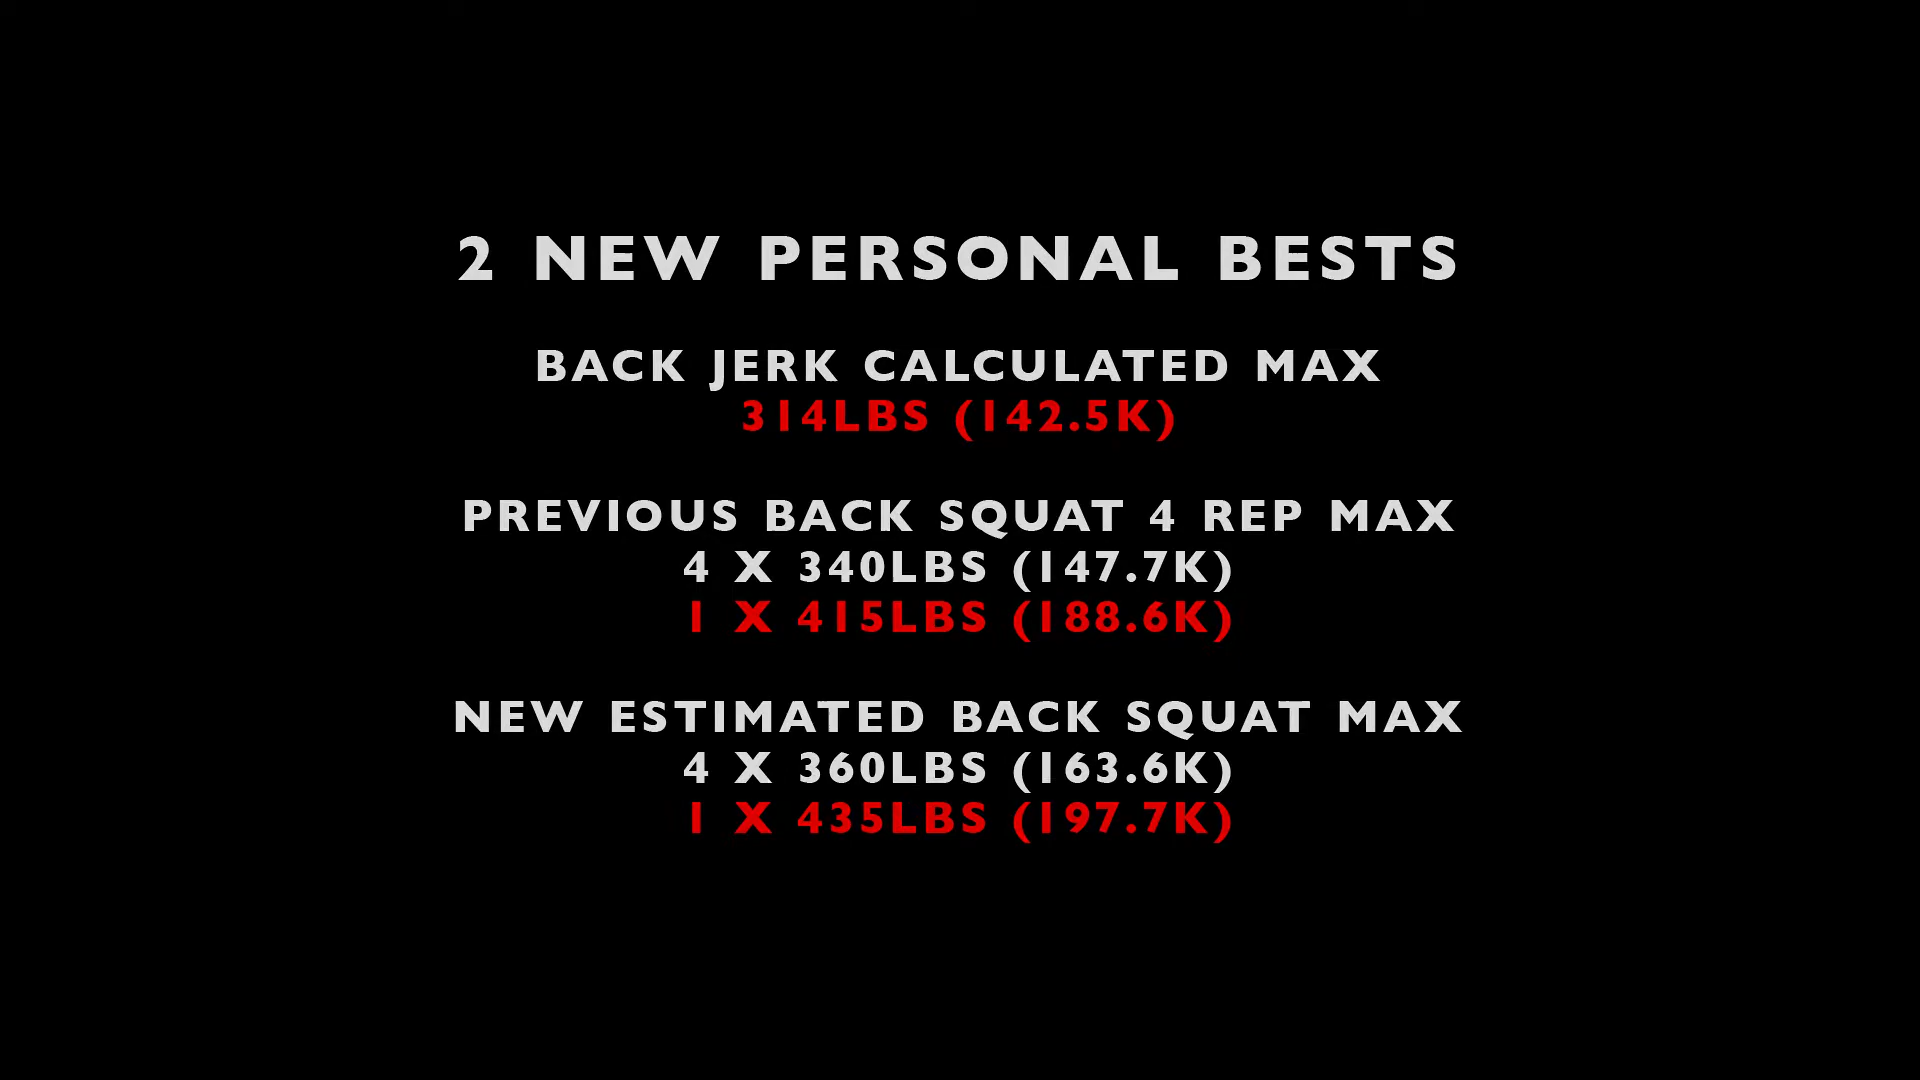 2 NEW PERSONAL BESTS
BACK JERK CALCULATED MAX
314LBS (142.5K)
PREVIOUS BACK SQUAT 4 REP MAX
4 X 340LBS (147.7K)
1 X 415LBS (188.6K)
NEW ESTIMATED BACK SQUAT MAX
4 X 360LBS (163.6K)
1 X 435LBS (197.7K)